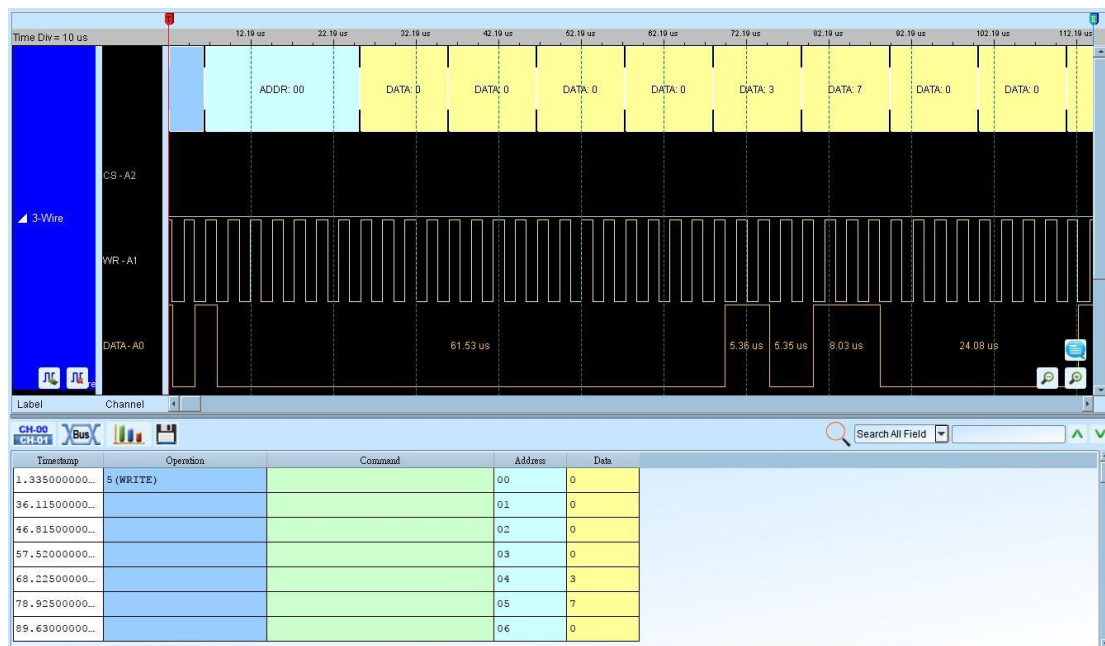 Time Div = 10 us
12.19 us 22.19 us 32.19 us 42.19 us 52.19 us 62.19 us 72.19 us 82.19 us 92.19 us 102.19 us 112.19 us
ADDR: 00 DATA: 0 DATA: 0 DATA: 0 DATA: 0 DATA: 3 DATA: 7 DATA: 0 DATA: 0
CS - A2
3-Wire
WR - A1
DATA - A0 61.53 us 5.36 us 5.35 us 8.03 us 24.08 us
Label Channel
CH-00
CH-01 Bus Search All Field
Timestamp Operation Command Address Data
1.335000000... 5 (WRITE) 00 0
36.11500000... 01 0
46.81500000... 02 0
57.52000000... 03 0
68.22500000... 04 3
78.92500000... 05 7
89.63000000... 06 0